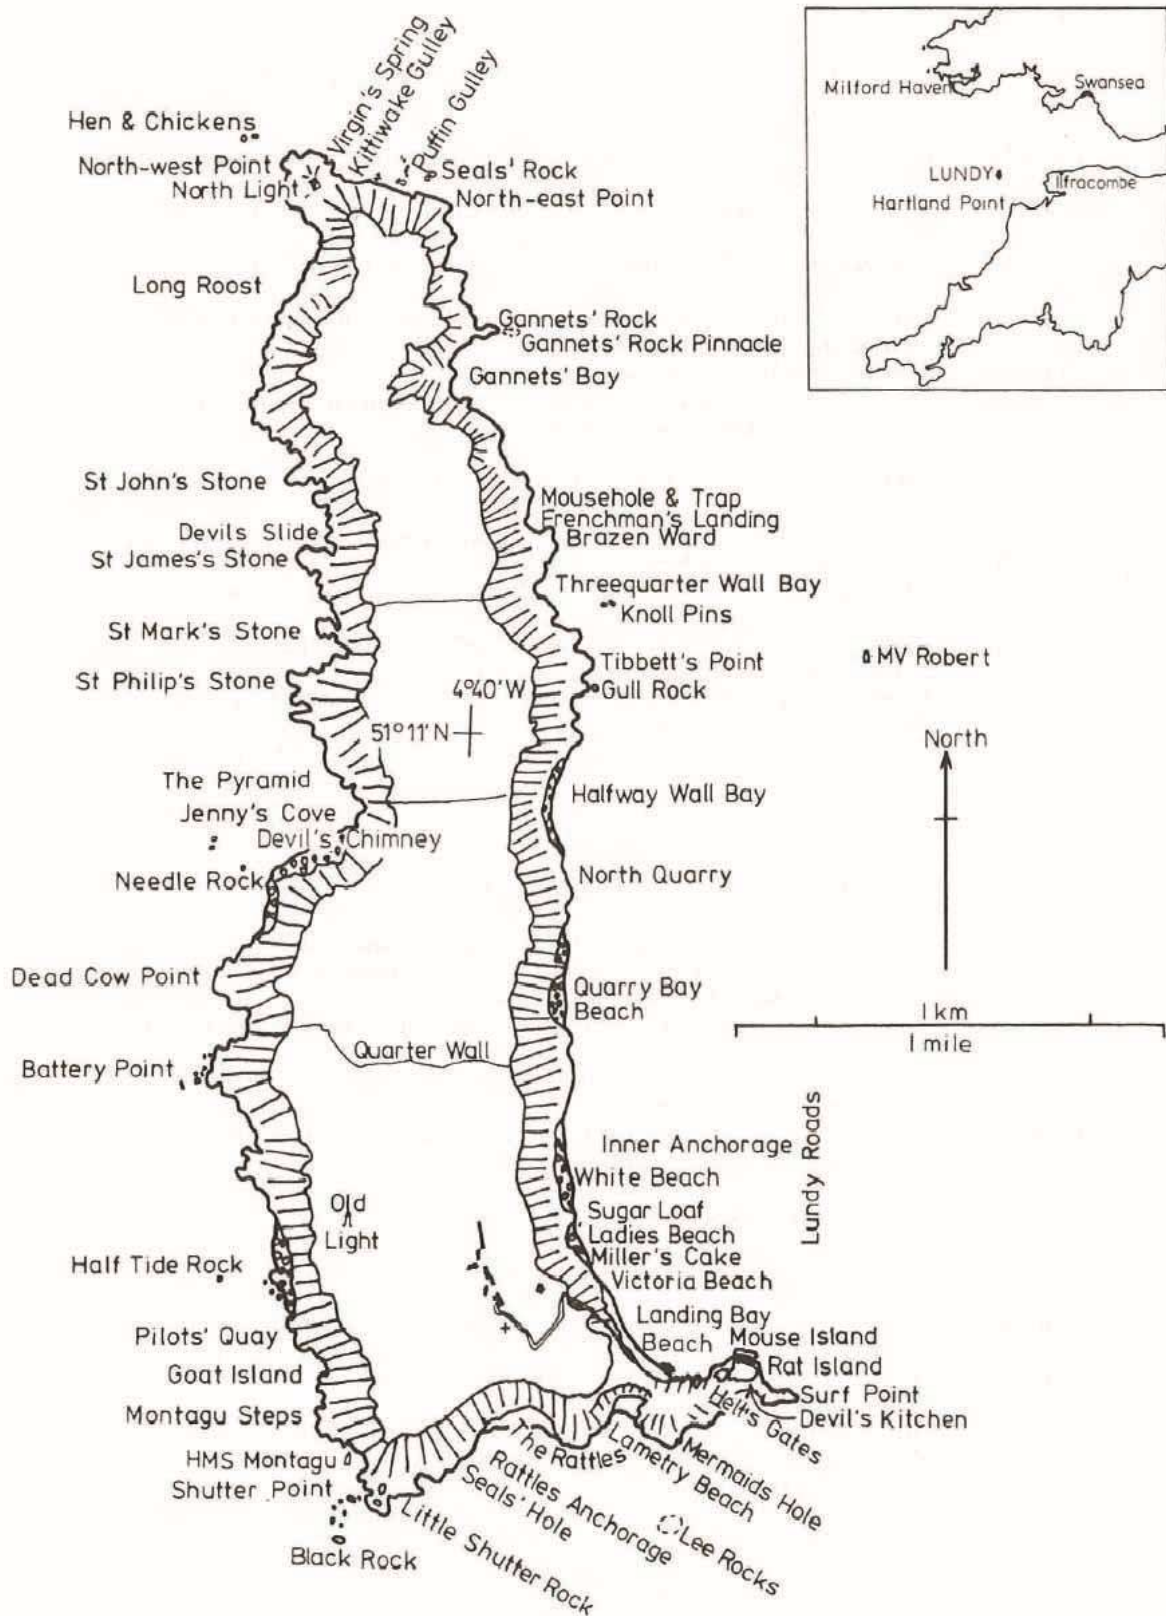 Virgin's Spring
Kittiwake Gulley
Puffin Gulley
Hen & Chickens
North-west Point
North Light
Seals' Rock
North-east Point
Long Roost
Gannets' Rock
Gannets' Rock Pinnacle
Gannets' Bay
St John's Stone
Mousehole & Trap
Frenchman's Landing
Devils Slide
Brazen Ward
St James's Stone
Threequarter Wall Bay
Knoll Pins
St Mark's Stone
Tibbett's Point
St Philip's Stone
4°40'W
Gull Rock
51°11'N
The Pyramid
Halfway Wall Bay
Jenny's Cove
Devil's Chimney
Needle Rock
North Quarry
Dead Cow Point
Quarry Bay
Beach
Quarter Wall
Battery Point
Inner Anchorage
White Beach
Old
Light
Sugar Loaf
Ladies Beach
Miller's Cake
Half Tide Rock
Victoria Beach
Landing Bay
Beach
Pilots' Quay
Mouse Island
Goat Island
Rat Island
Surf Point
Montagu Steps
Devil's Kitchen
Hell's Gates
HMS Montagu
Shutter Point
The Rattles
Lametry Beach
Mermaids Hole
Rattles Anchorage
Seals' Hole
Lee Rocks
Little Shutter Rock
Black Rock
Milford Haven
Swansea
LUNDY
Ilfracombe
Hartland Point
MV Robert
North
1 km
1 mile
Lundy Roads